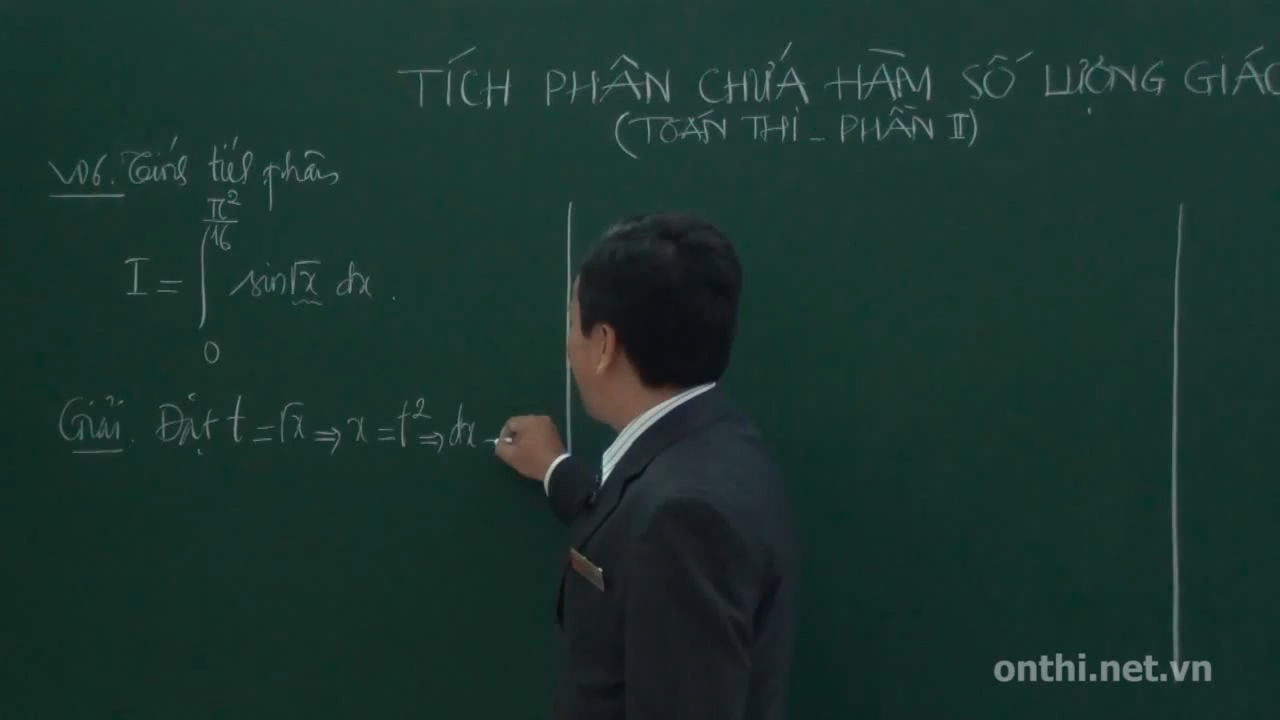 TÍCH PHÂN CHỨA HÀM SỐ LƯỢNG GIÁC
(TOÁN THI - PHẦN II)
VD6. Tính tích phân
I = ∫₀^(π²/16) sin√x dx.
Giải. Đặt t = √x ⇒ x = t² ⇒ dx =
onthi.net.vn